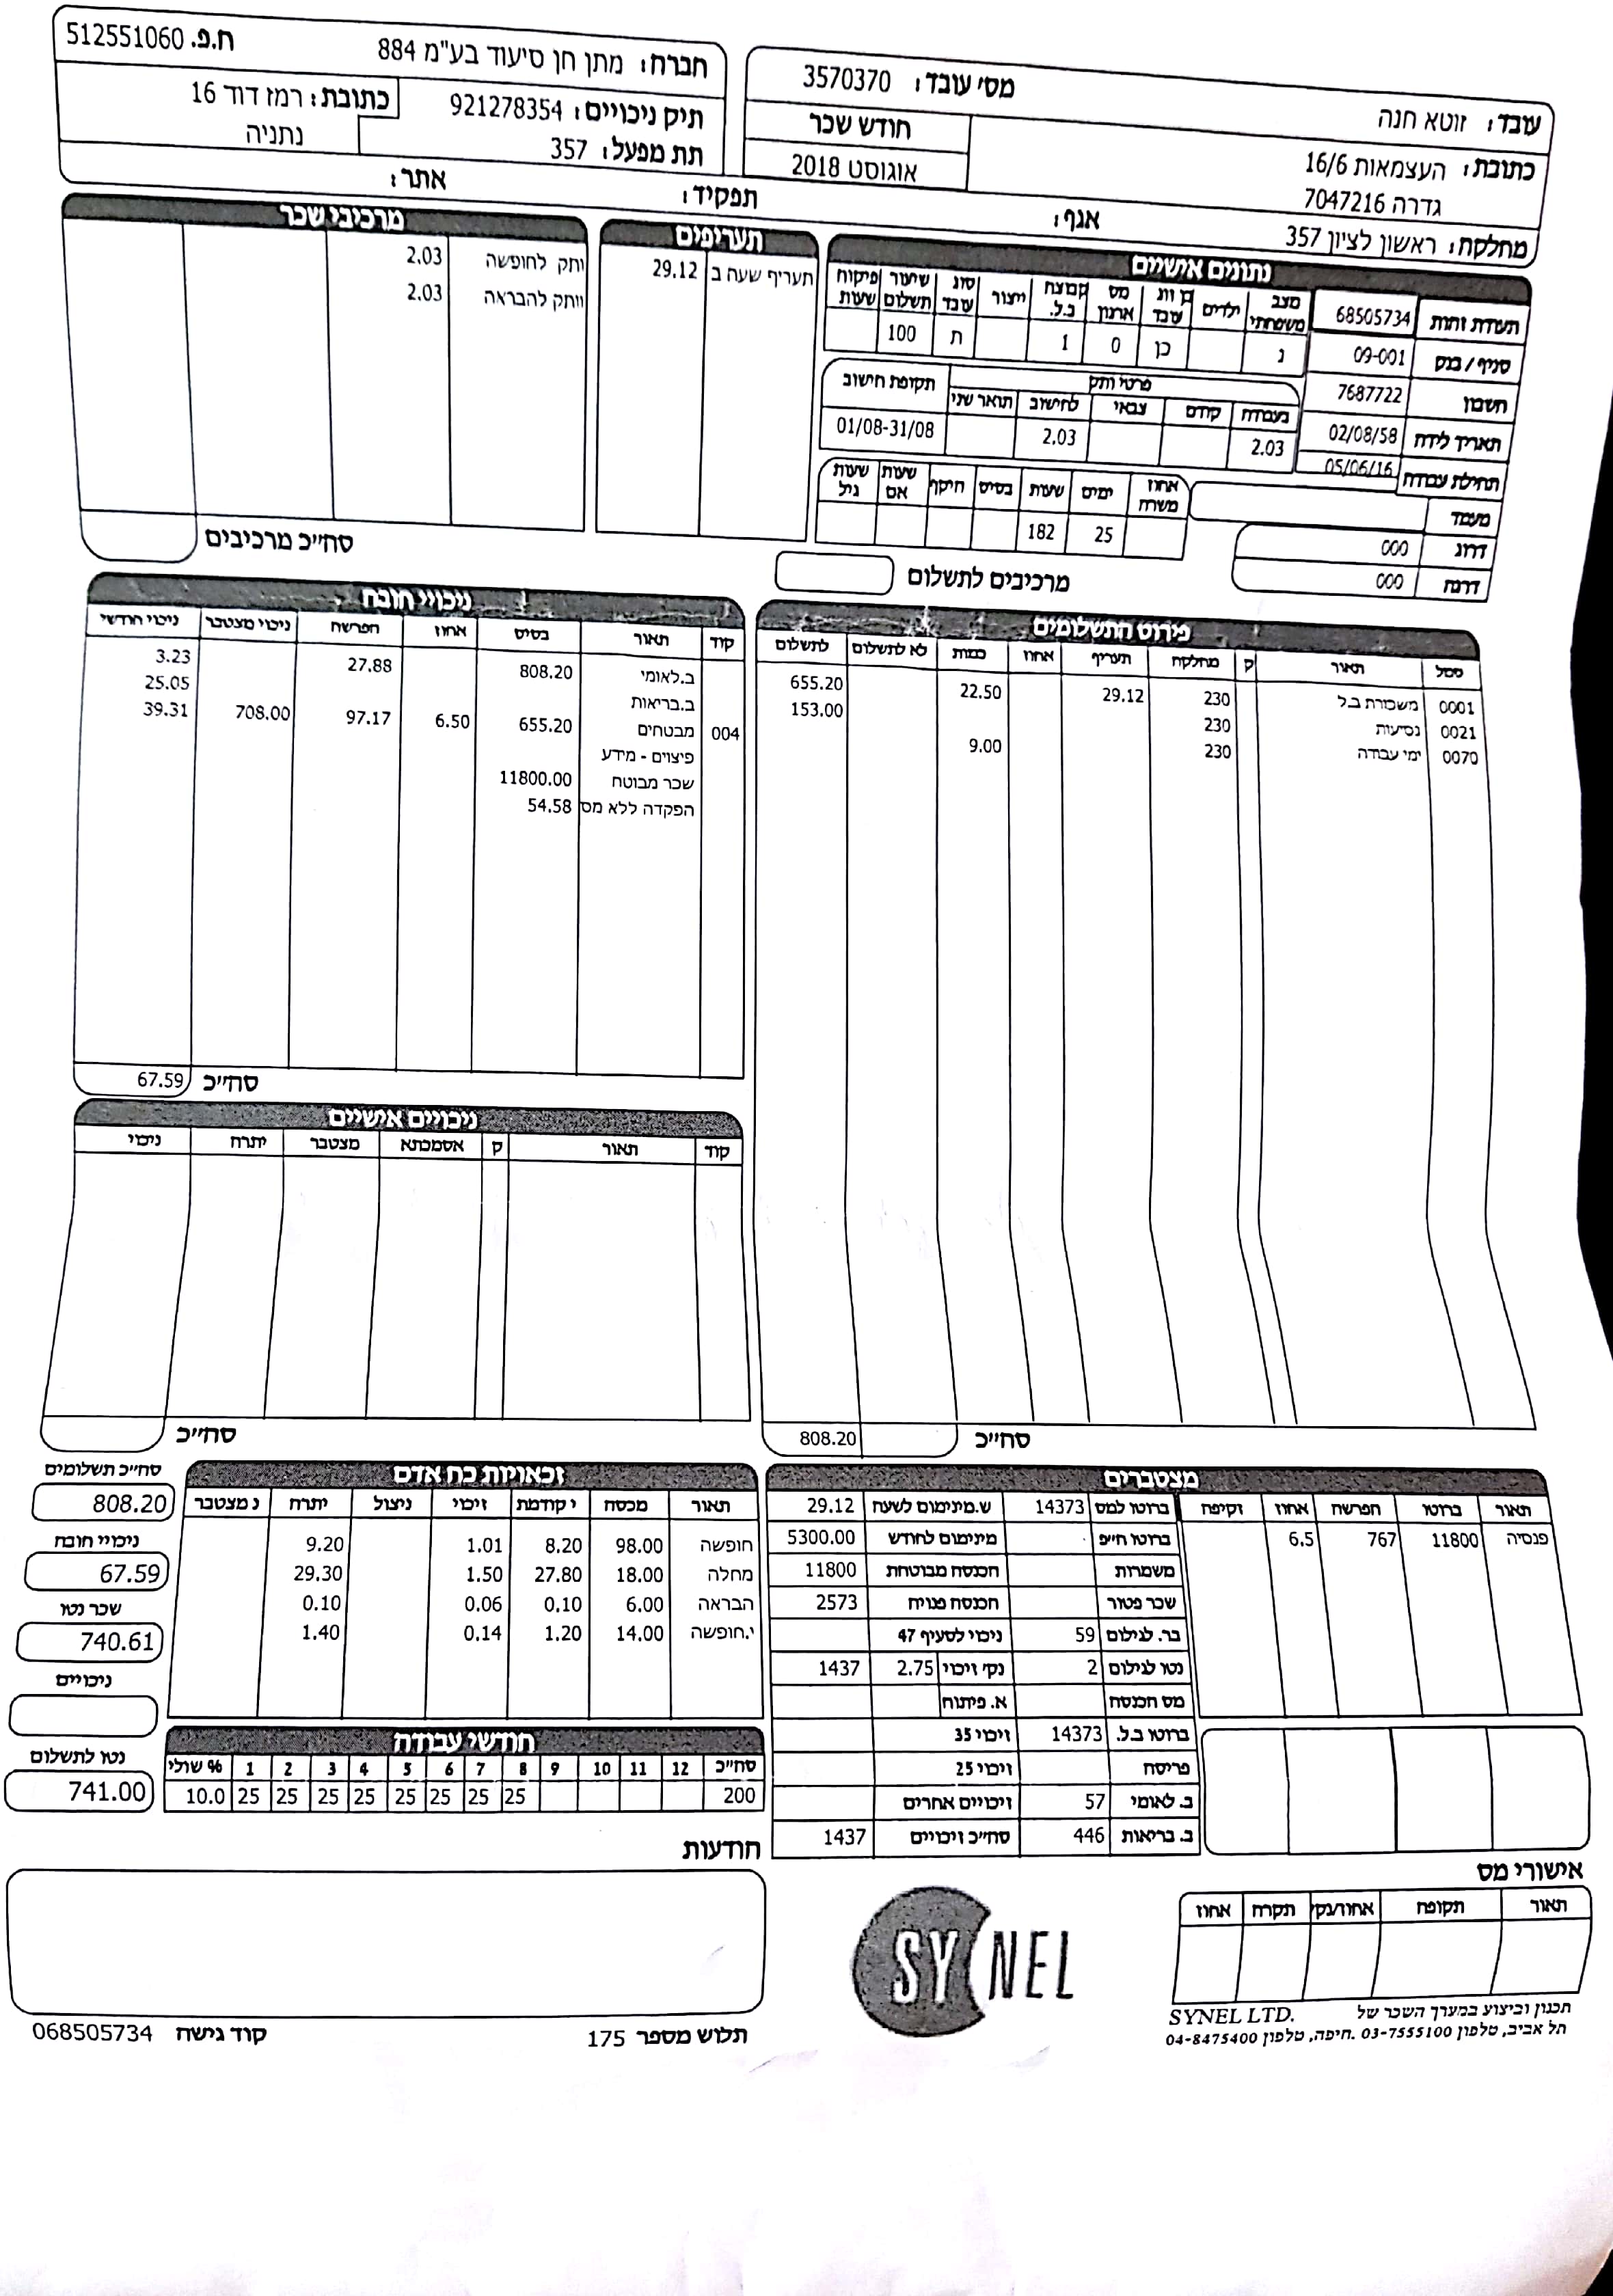 עובד: זוטא חנה
מס' עובד: 3570370
כתובת: העצמאות 16/6
גדרה 7047216
חודש שכר
אוגוסט 2018
חברה: מתן חן סיעוד בע"מ 884
ח.פ. 512551060
תיק ניכויים: 921278354
כתובת: רמז דוד 16
נתניה
תת מפעל: 357
מחלקה: ראשון לציון 357
אגף:
תפקיד:
אתר:
נתונים אישיים
תעודת זהות 68505734
סניף / בנק 09-001
חשבון 7687722
תאריך לידה 02/08/58
תחילת עבודה 05/06/16
מעמד
דרוג 000
דרגה 000
מצב משפחתי ילדים בן זוג עובד מס ארגון קבוצת ב.ל. ייצור סוג עובד שיעור תשלום פיקוח שעות
נ כן 0 1 ת 100
פרטי ותק תקופת חישוב
בעבודה קודם צבאי לחישוב תואר שני
2.03 2.03 01/08-31/08
אחוז משרה ימים שעות בסיס היקף שעות אם שעות גיל
25 182
תעריפים
תעריף שעה ב 29.12
מרכיבי שכר
ותק לחופשה 2.03
וותק להבראה 2.03
סה"כ מרכיבים
מרכיבים לתשלום
פירוט התשלומים
סמל תאור ק מחלקה תעריף אחוז כמות לא לתשלום לתשלום
0001 משכורת ב.ל 230 29.12 22.50 655.20
0021 נסיעות 230 153.00
0070 ימי עבודה 230 9.00
סה"כ 808.20
ניכויי חובה
קוד תאור בסיס אחוז הפרשה ניכוי מצטבר ניכוי חודשי
ב.לאומי 808.20 27.88 3.23
ב.בריאות 25.05
004 מבטחים 655.20 6.50 97.17 708.00 39.31
פיצוים - מידע
שכר מבוטח 11800.00
הפקדה ללא מס 54.58
סה"כ 67.59
ניכויים אישיים
קוד תאור ק אסמכתא מצטבר יתרה ניכוי
סה"כ
מצטברים
תאור ברוטו הפרשה אחוז זקיפה
פנסיה 11800 767 6.5
ברוטו למס 14373 ש.מינימום לשעה 29.12
ברוטו חי"פ מינימום לחודש 5300.00
משמרות הכנסה מבוטחת 11800
שכר פטור הכנסה פנויה 2573
בר. לגילום 59 ניכוי לסעיף 47
נטו לגילום 2 נק' זיכוי 2.75 1437
מס הכנסה א. פיתוח
ברוטו ב.ל. 14373 זיכוי 35
פריסה זיכוי 25
ב. לאומי 57 זיכויים אחרים
ב. בריאות 446 סה"כ זיכויים 1437
זכאויות כח אדם
תאור מכסה י קודמת זיכוי ניצול יתרה נ מצטבר
חופשה 98.00 8.20 1.01 9.20
מחלה 18.00 27.80 1.50 29.30
הבראה 6.00 0.10 0.06 0.10
י.חופשה 14.00 1.20 0.14 1.40
חודשי עבודה
% שולי 1 2 3 4 5 6 7 8 9 10 11 12 סה"כ
10.0 25 25 25 25 25 25 25 25 200
סה"כ תשלומים
808.20
ניכויי חובה
67.59
שכר נטו
740.61
ניכויים
נטו לתשלום
741.00
הודעות
אישורי מס
תאור תקופה אחוז/נקי תקרה אחוז
SYNEL
תכנון וביצוע במערך השכר של SYNEL LTD.
תל אביב, טלפון 03-7555100 .חיפה, טלפון 04-8475400
תלוש מספר 175
קוד גישה 068505734